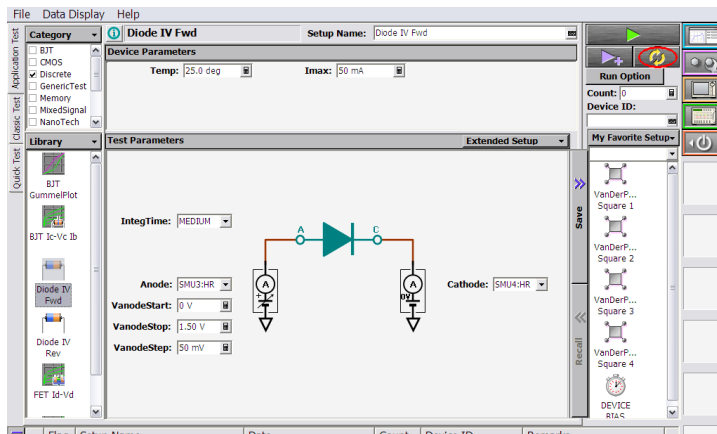 File Data Display Help
Application Test
Classic Test
Quick Test
Category
BJT
CMOS
Discrete
GenericTest
Memory
MixedSignal
NanoTech
Library
BJT
GummelPlot
BJT Ic-Vc Ib
Diode IV
Fwd
Diode IV
Rev
FET Id-Vd
i Diode IV Fwd
Setup Name: Diode IV Fwd
Device Parameters
Temp: 25.0 deg
Imax: 50 mA
Test Parameters
Extended Setup
IntegTime: MEDIUM
A
C
A
A
+
0V
Anode: SMU3:HR
Cathode: SMU4:HR
VanodeStart: 0 V
VanodeStop: 1.50 V
VanodeStep: 50 mV
Save
Recall
Run Option
Count: 0
Device ID:
My Favorite Setup
VanDerP...
Square 1
VanDerP...
Square 2
VanDerP...
Square 3
VanDerP...
Square 4
DEVICE
BIAS
Flag Setup Name Date Count Device ID Remarks